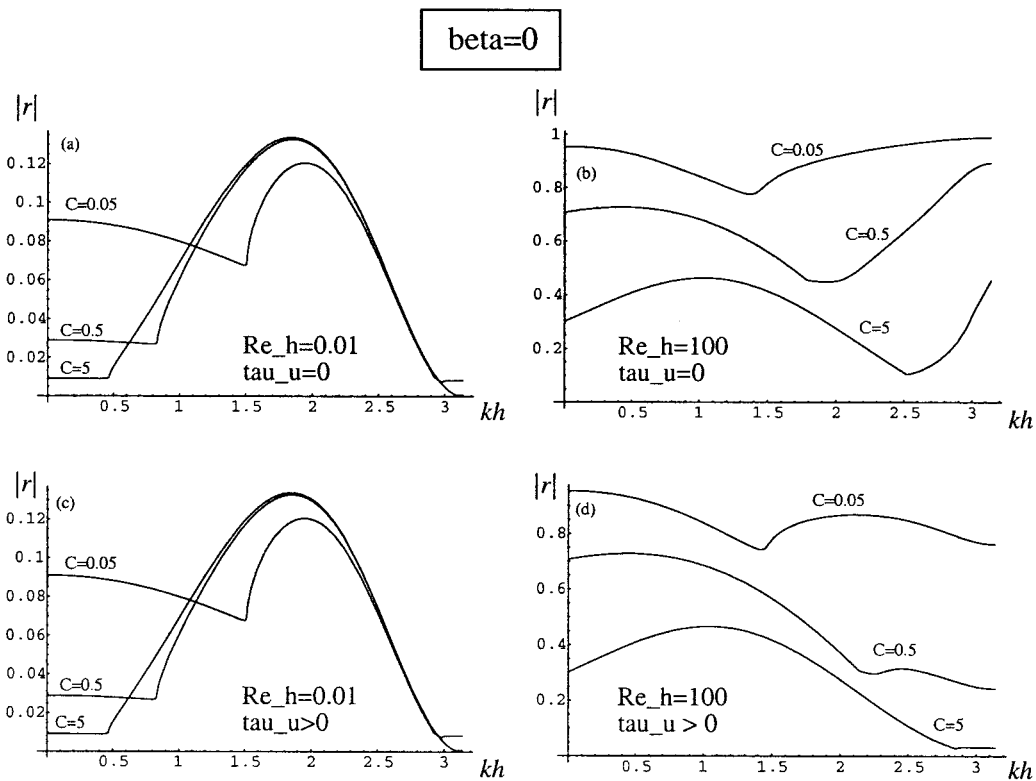 beta=0
|r|
(a)
0.12
0.1
0.08
0.06
0.04
0.02
C=0.05
C=0.5
C=5
Re_h=0.01
tau_u=0
0.5 1 1.5 2 2.5 3 kh
|r|
1
(b)
0.8
0.6
0.4
0.2
C=0.05
C=0.5
C=5
Re_h=100
tau_u=0
0.5 1 1.5 2 2.5 3 kh
|r|
(c)
0.12
0.1
0.08
0.06
0.04
0.02
C=0.05
C=0.5
C=5
Re_h=0.01
tau_u>0
0.5 1 1.5 2 2.5 3 kh
|r|
(d)
0.8
0.6
0.4
0.2
C=0.05
C=0.5
C=5
Re_h=100
tau_u > 0
0.5 1 1.5 2 2.5 3 kh